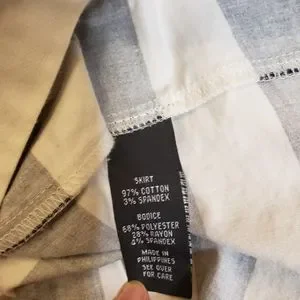 SKIRT
97% COTTON
3% SPANDEX
BODICE
68% POLYESTER
28% RAYON
4% SPANDEX
MADE IN
PHILIPPINES
SEE OVER
FOR CARE